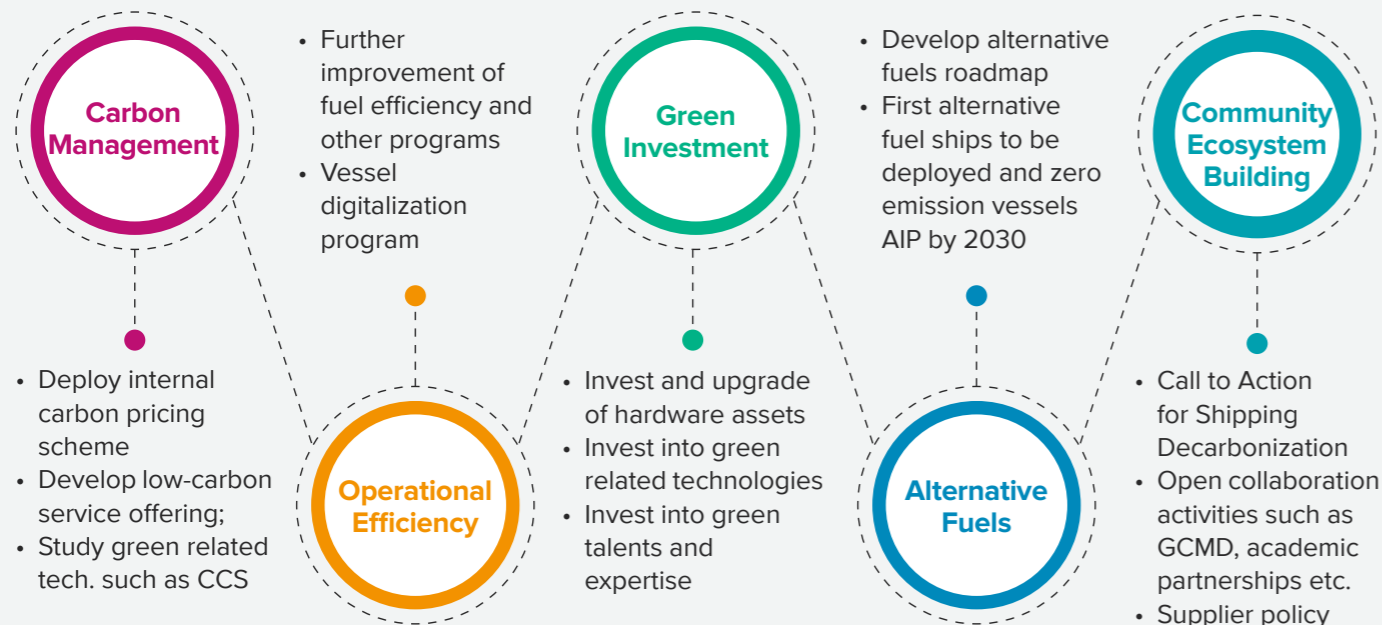 Carbon
Management
• Deploy internal
carbon pricing
scheme
• Develop low-carbon
service offering;
• Study green related
tech. such as CCS
• Further
improvement of
fuel efficiency and
other programs
• Vessel
digitalization
program
Operational
Efficiency
Green
Investment
• Invest and upgrade
of hardware assets
• Invest into green
related technologies
• Invest into green
talents and
expertise
• Develop alternative
fuels roadmap
• First alternative
fuel ships to be
deployed and zero
emission vessels
AIP by 2030
Alternative
Fuels
Community
Ecosystem
Building
• Call to Action
for Shipping
Decarbonization
• Open collaboration
activities such as
GCMD, academic
partnerships etc.
• Supplier policy